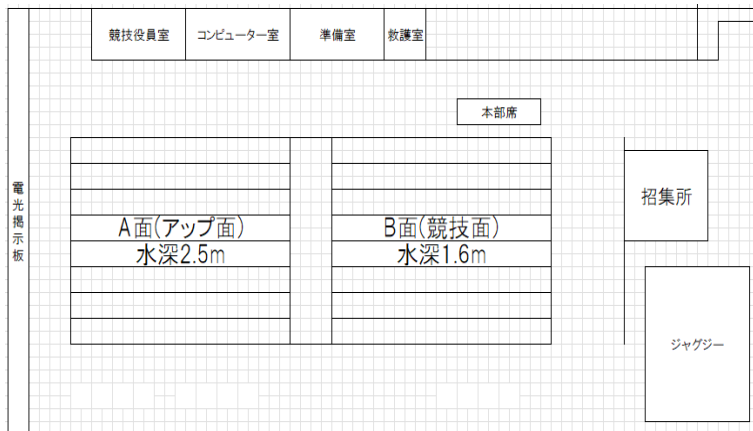 競技役員室
コンピューター室
準備室
救護室
本部席
電光掲示板
A面(アップ面)
水深2.5m
B面(競技面)
水深1.6m
招集所
ジャグジー